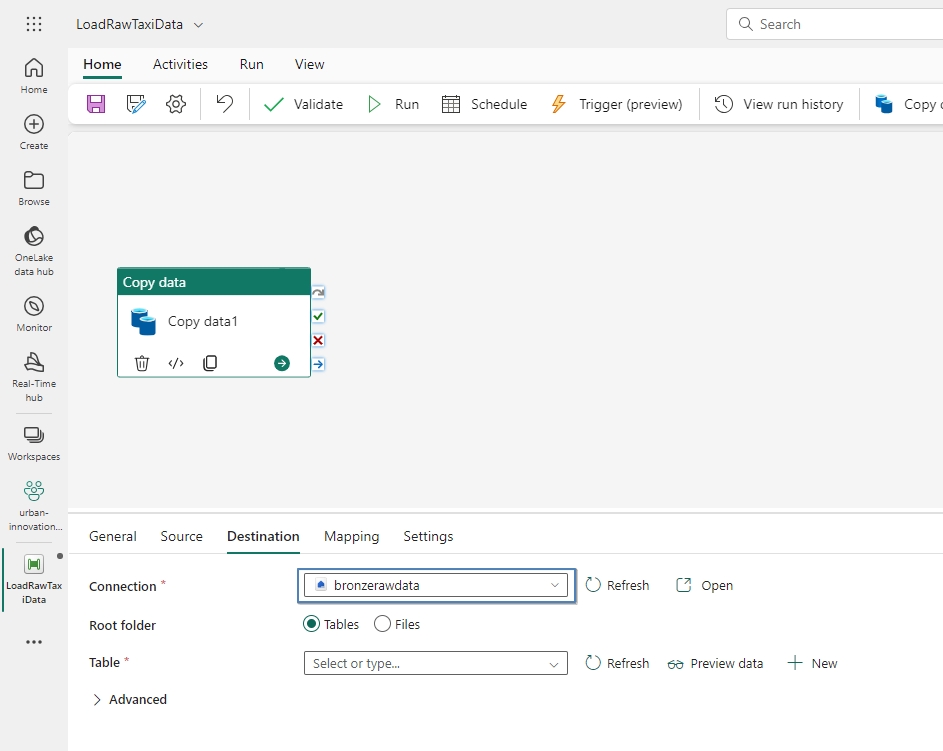 LoadRawTaxiData
Search
Home Activities Run View
Validate Run Schedule Trigger (preview) View run history Copy
Home
Create
Browse
OneLake
data hub
Monitor
Real-Time
hub
Workspaces
urban-
innovation...
LoadRawTax
iData
Copy data
Copy data1
General Source Destination Mapping Settings
Connection * bronzerawdata Refresh Open
Root folder Tables Files
Table * Select or type... Refresh Preview data New
Advanced